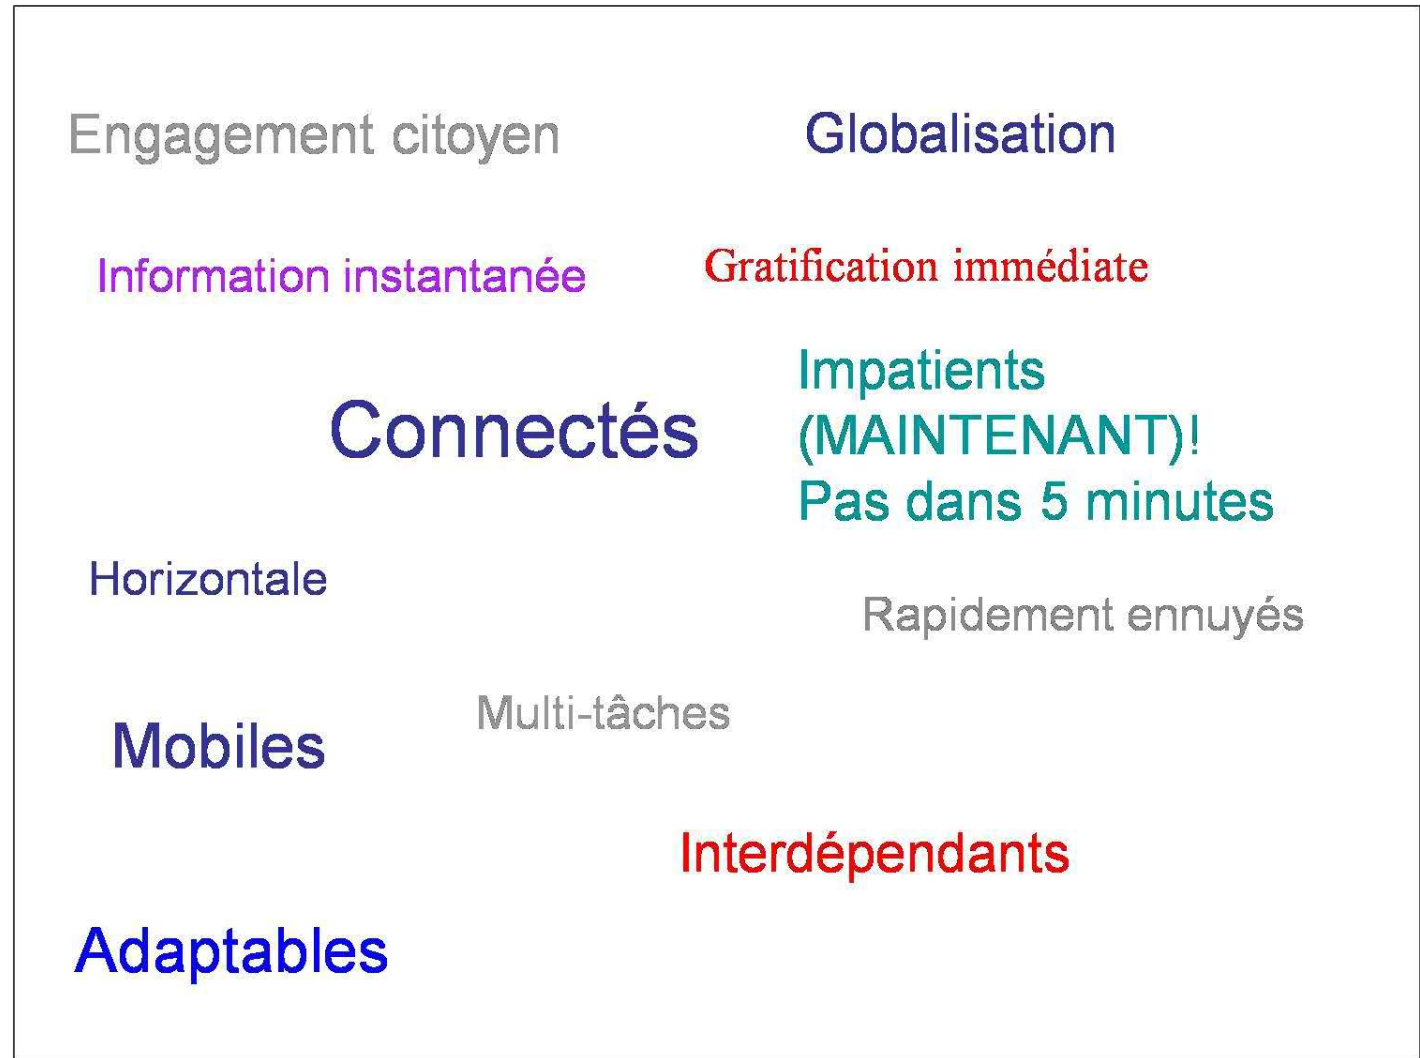 Engagement citoyen
Globalisation
Information instantanée
Gratification immédiate
Connectés
Impatients
(MAINTENANT)!
Pas dans 5 minutes
Horizontale
Rapidement ennuyés
Multi-tâches
Mobiles
Interdépendants
Adaptables